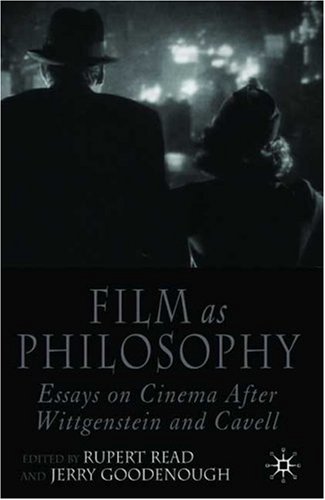 FILM as
PHILOSOPHY
Essays on Cinema After
Wittgenstein and Cavell
EDITED BY RUPERT READ
AND JERRY GOODENOUGH